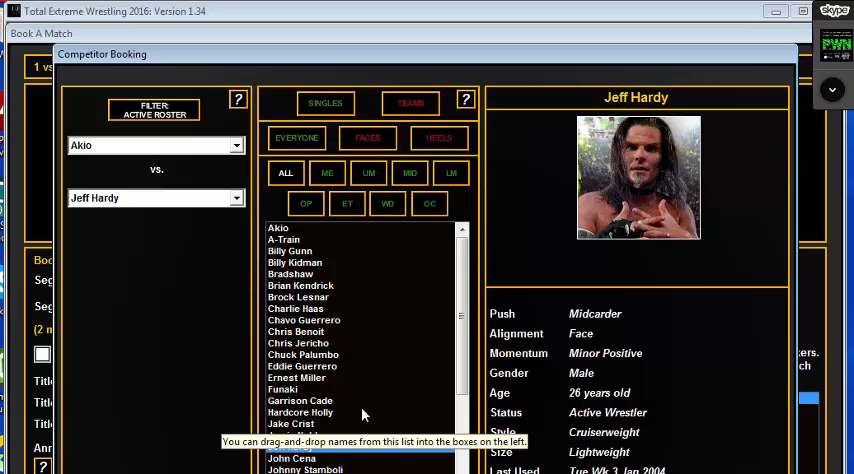 Total Extreme Wrestling 2016: Version 1.34
Book A Match
Competitor Booking
skype
PWN
1 vs
FILTER:
ACTIVE ROSTER
?
Akio
vs.
Jeff Hardy
SINGLES
TEAMS
?
EVERYONE
FACES
HEELS
ALL
ME
UM
MID
LM
OP
ET
WD
OC
Akio
A-Train
Billy Gunn
Billy Kidman
Bradshaw
Brian Kendrick
Brock Lesnar
Charlie Haas
Chavo Guerrero
Chris Benoit
Chris Jericho
Chuck Palumbo
Eddie Guerrero
Ernest Miller
Funaki
Garrison Cade
Hardcore Holly
Jake Crist
You can drag-and-drop names from this list into the boxes on the left.
John Cena
Johnny Stamboli
Jeff Hardy
Push Midcarder
Alignment Face
Momentum Minor Positive
Gender Male
Age 26 years old
Status Active Wrestler
Style Cruiserweight
Size Lightweight
Last Used Tue Wk 3 Jan 2004
Boo
Seg
Seg
(2 m
Title
Title
Title
Ann
?
kers.
tch